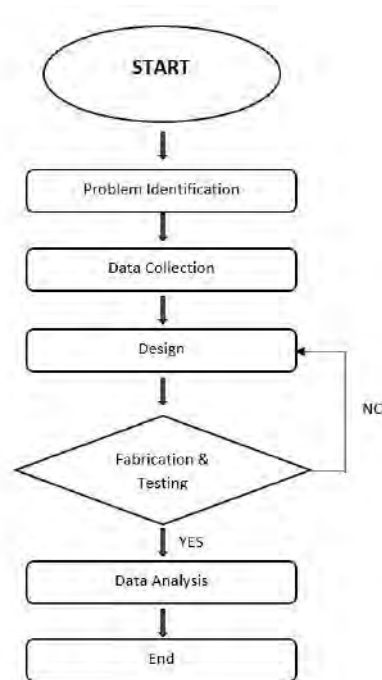 START
Problem Identification
Data Collection
Design
NO
Fabrication &
Testing
YES
Data Analysis
End